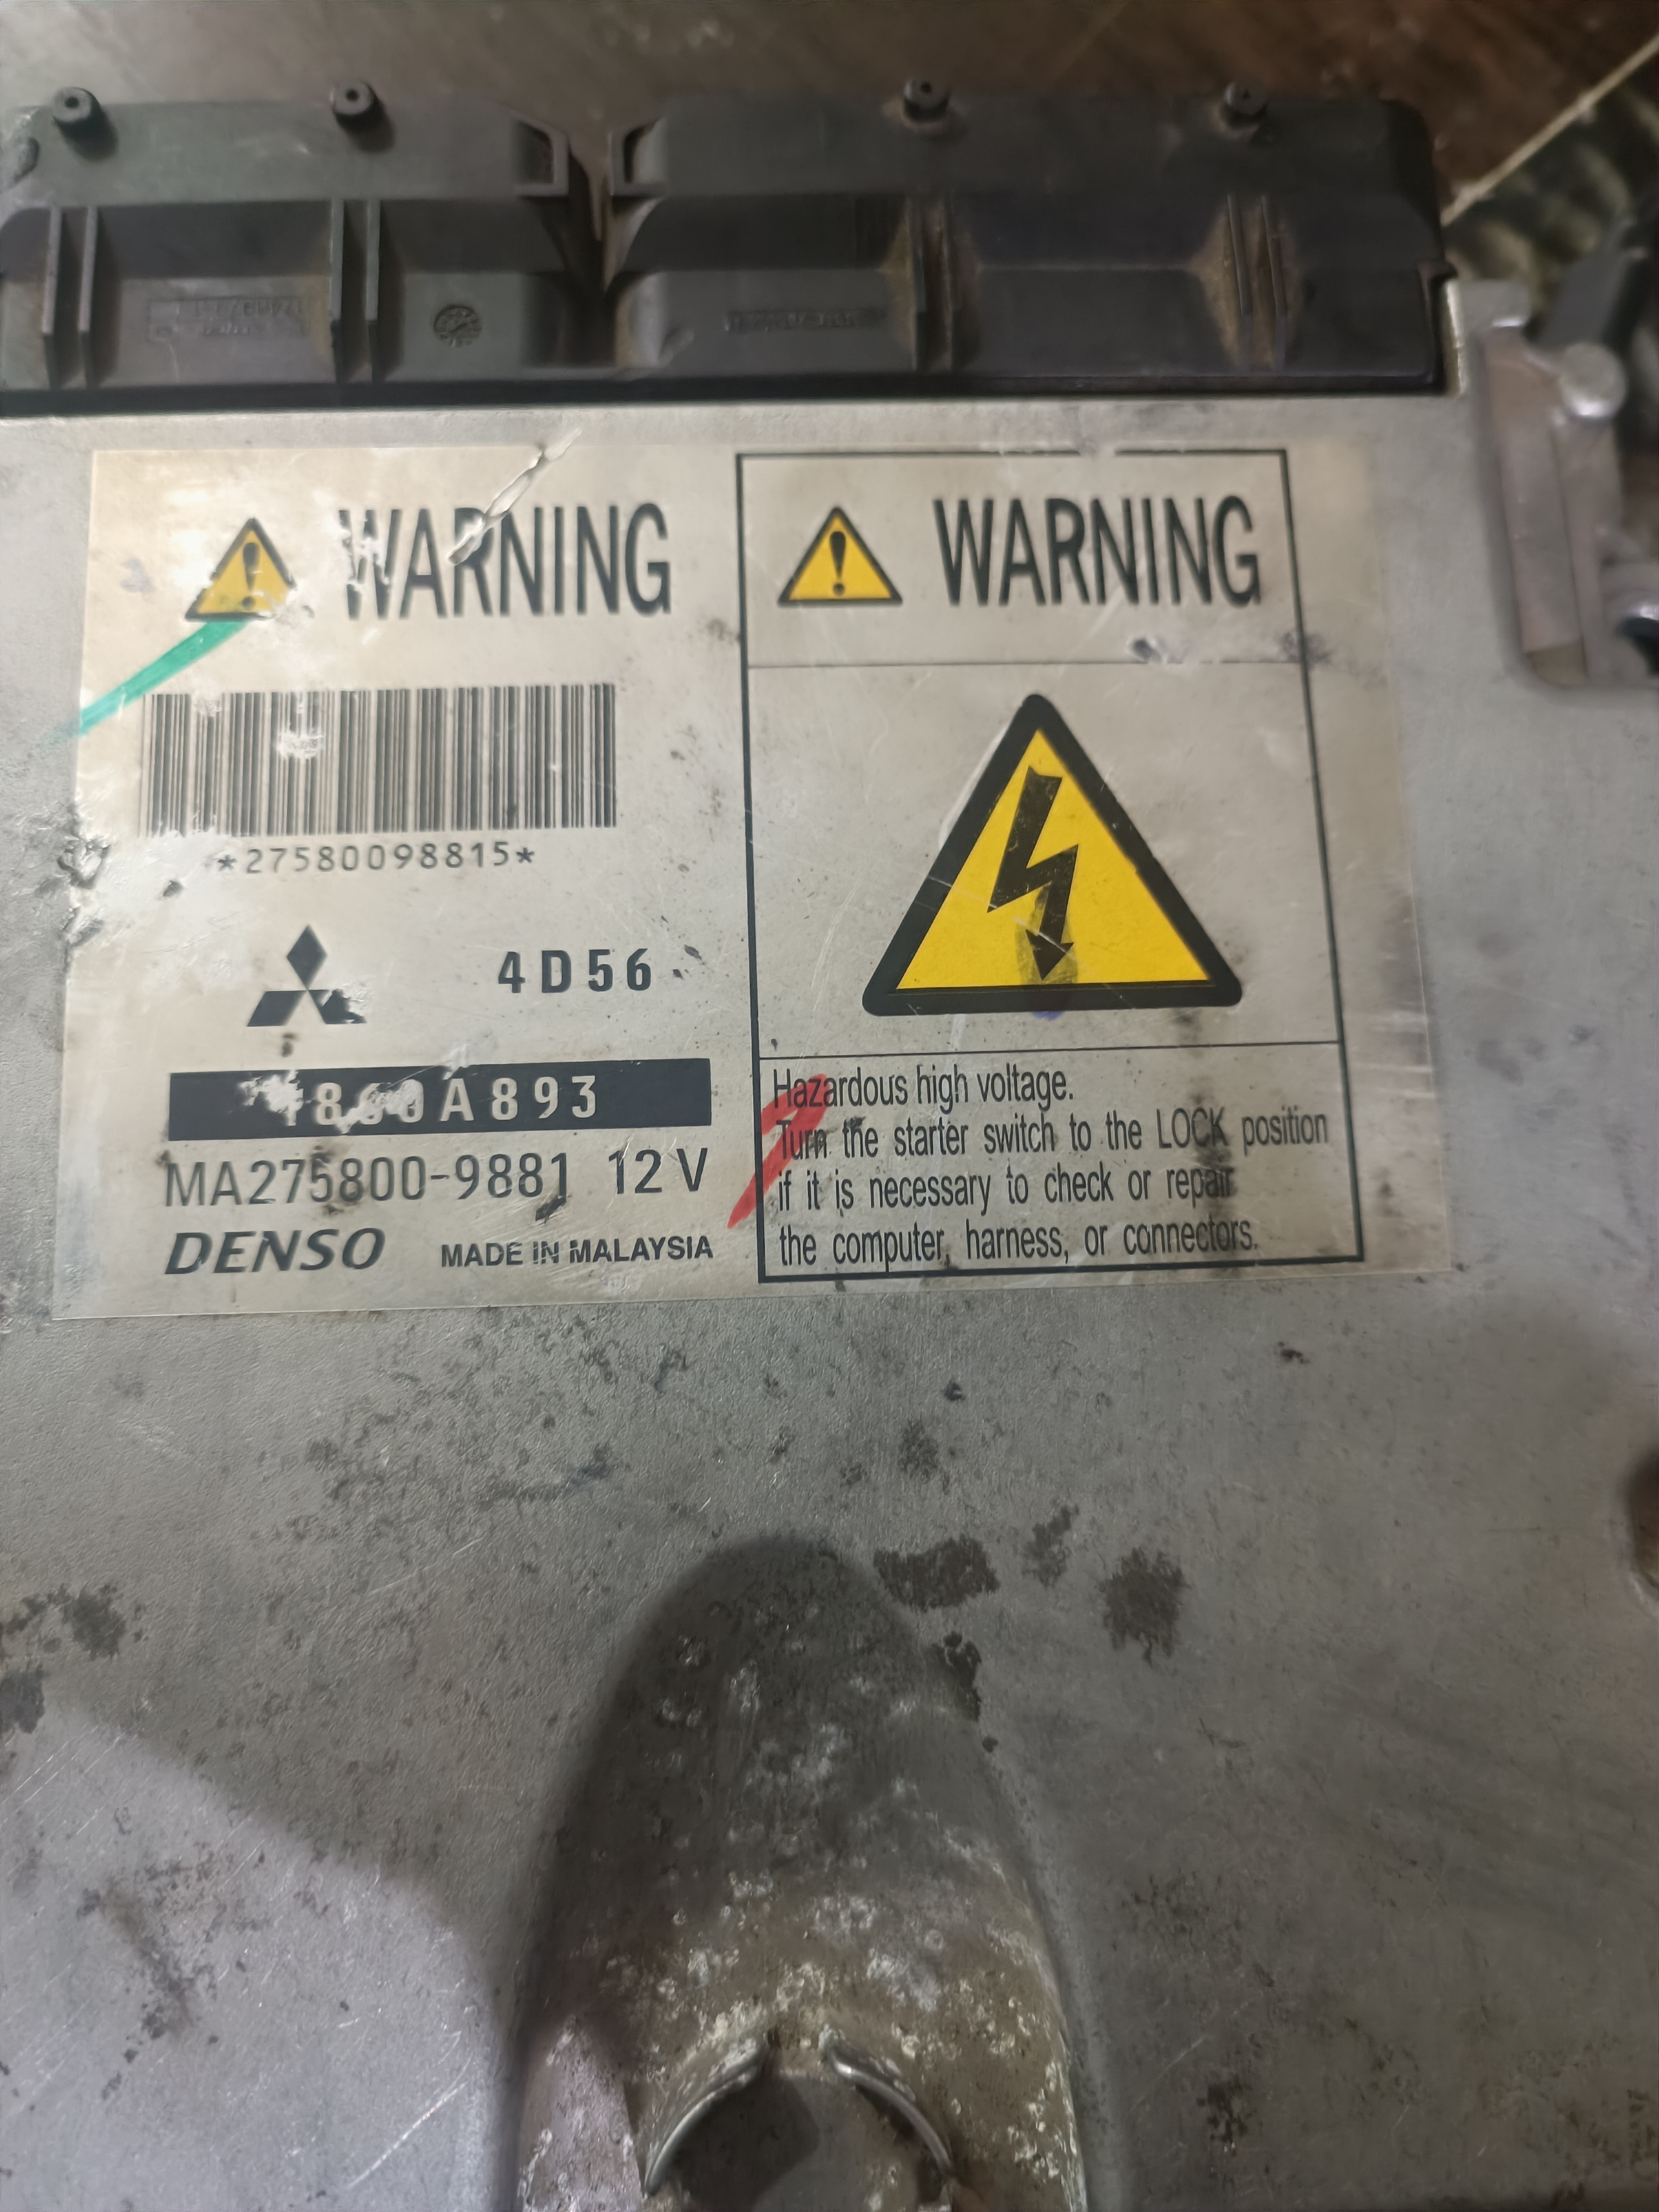 WARNING
*27580098815*
4D56
1860A893
MA275800-9881 12V
DENSO MADE IN MALAYSIA
WARNING
Hazardous high voltage.
Turn the starter switch to the LOCK position
if it is necessary to check or repair
the computer, harness, or connectors.